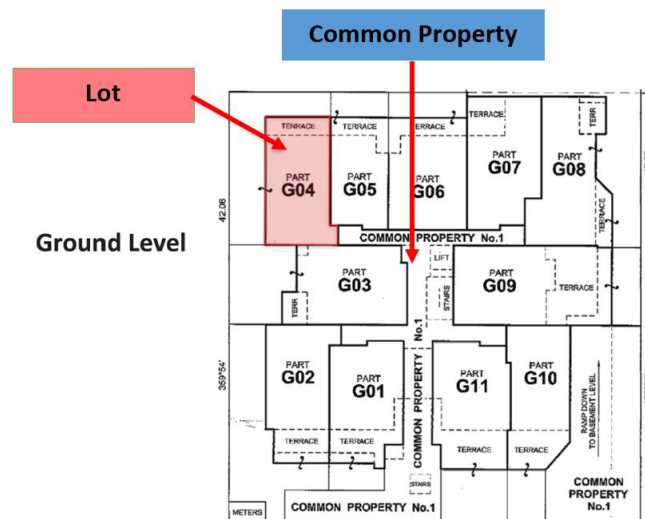 Common Property
Lot
Ground Level
TERRACE
PART
G04
TERRACE
PART
G05
TERRACE
PART
G06
TERRACE
PART
G07
TERR
PART
G08
TERRACE
42.06
COMMON PROPERTY No.1
LIFT
STAIRS
PART
G03
TERR
PART
G09
TERRACE
No.1
COMMON PROPERTY
359°54'
PART
G02
TERRACE
PART
G01
TERRACE
PART
G11
TERRACE
PART
G10
TERRACE
RAMP DOWN
TO BASEMENT LEVEL
STAIRS
METERS
COMMON PROPERTY No.1
COMMON
PROPERTY
No.1